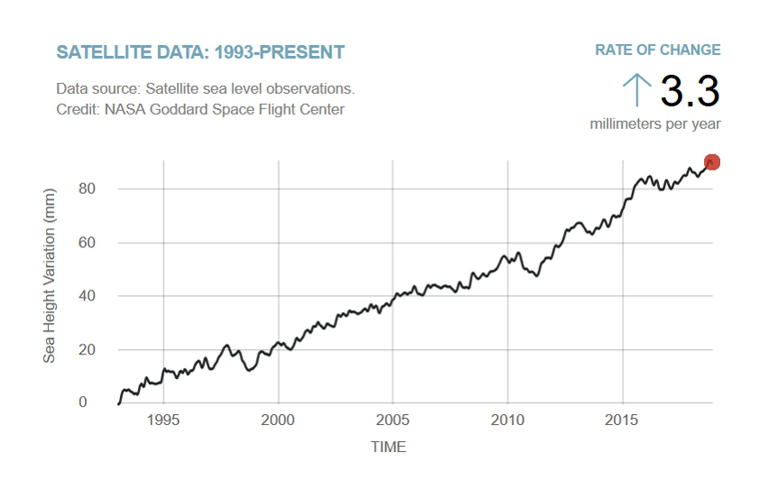 SATELLITE DATA: 1993-PRESENT
Data source: Satellite sea level observations.
Credit: NASA Goddard Space Flight Center
RATE OF CHANGE
↑ 3.3
millimeters per year
Sea Height Variation (mm)
80
60
40
20
0
1995 2000 2005 2010 2015
TIME